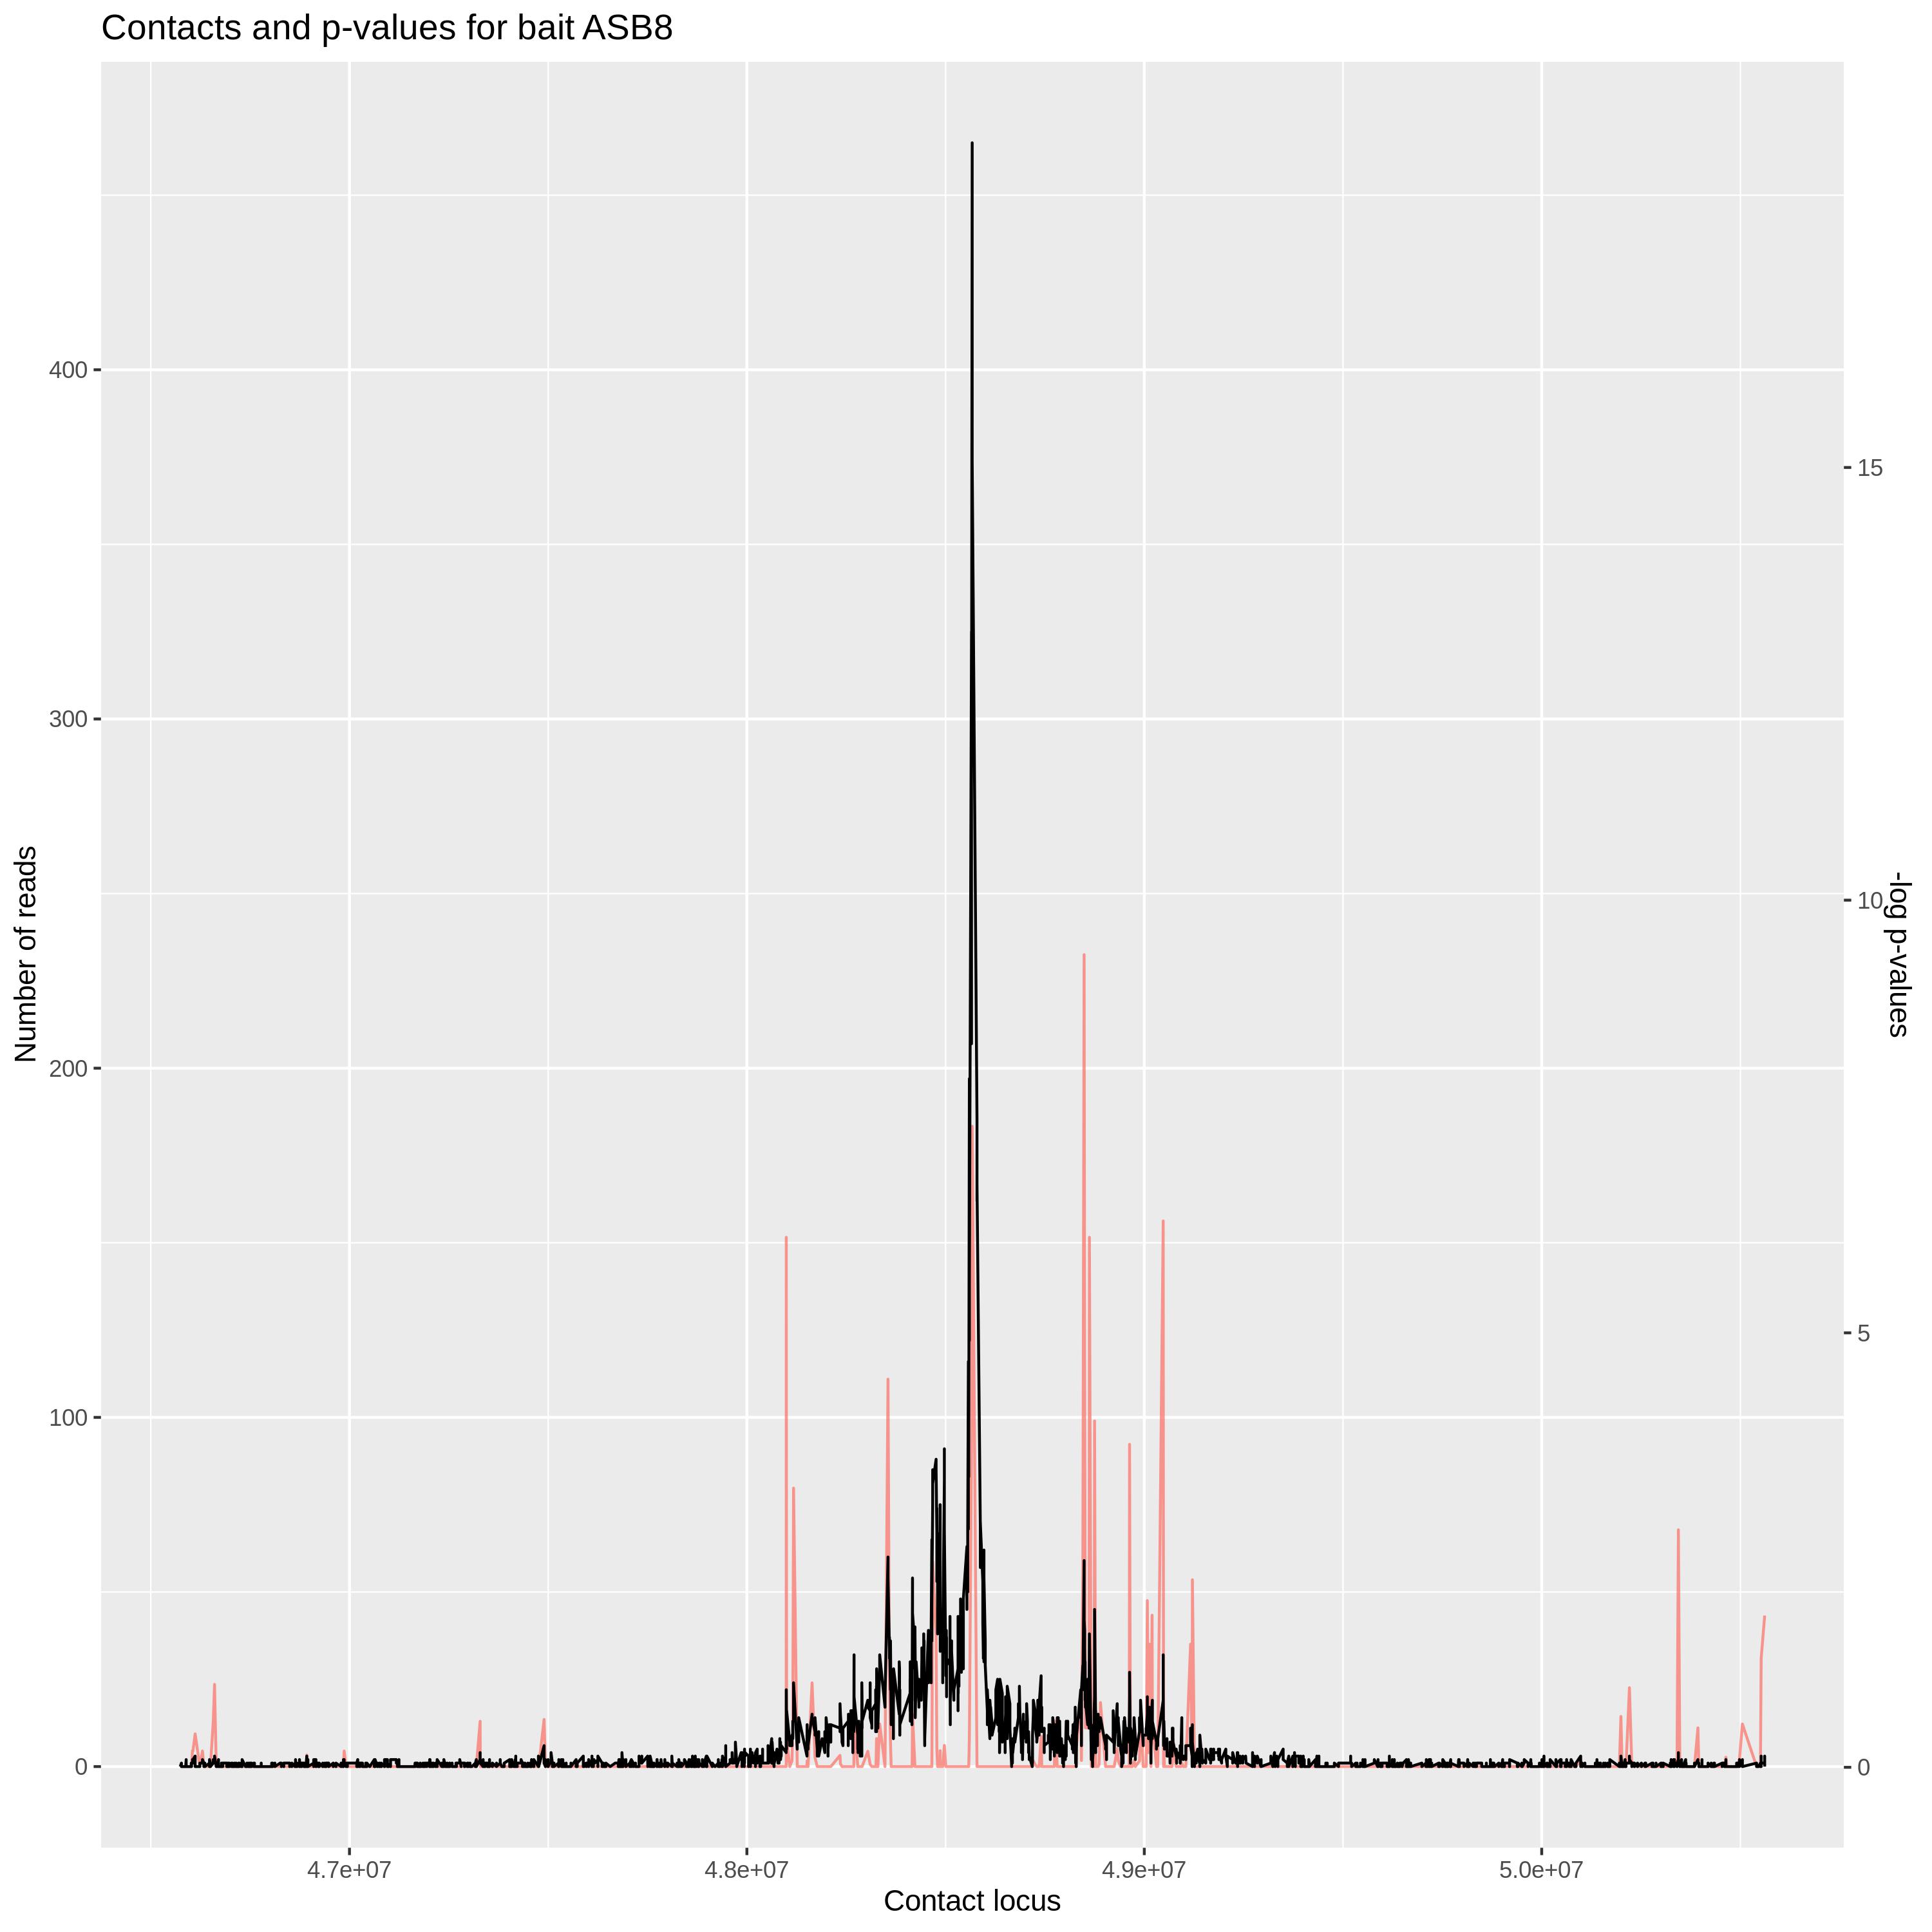 Contacts and p-values for bait ASB8
400
300
200
100
0
Number of reads
15
10
5
0
-log p-values
4.7e+07 4.8e+07 4.9e+07 5.0e+07
Contact locus